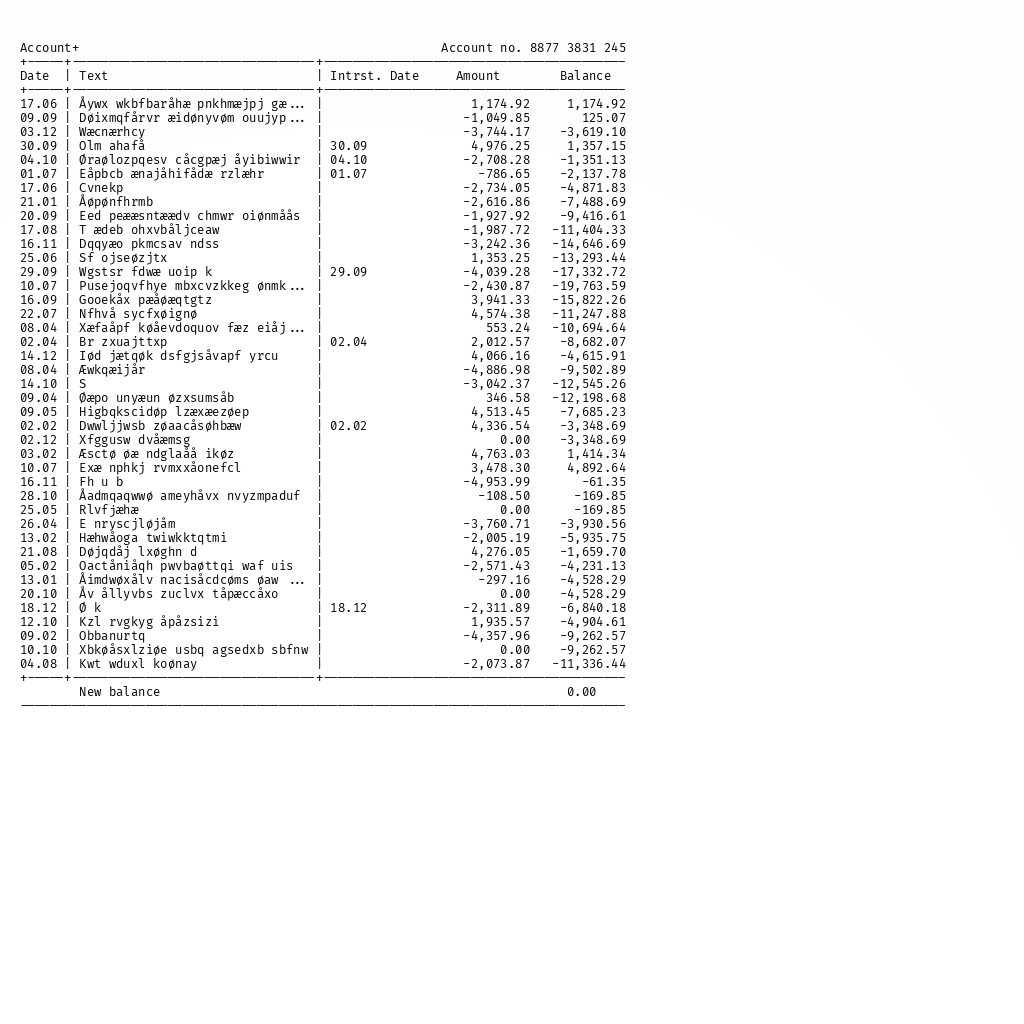 Account+ Account no. 8877 3831 245
Date | Text | Intrst. Date Amount Balance
17.06 | Åywx wkbfbaråhæ pnkhmæjpj gæ... | 1,174.92 1,174.92
09.09 | Døixmqfårvr æidønyvøm ouujyp... | -1,049.85 125.07
03.12 | Wæcnærhcy | -3,744.17 -3,619.10
30.09 | Olm ahafå | 30.09 4,976.25 1,357.15
04.10 | Ørаølozpqesv cåcgpæj åyibiwwir | 04.10 -2,708.28 -1,351.13
01.07 | Eåpbcb ænajåhifådæ rzlæhr | 01.07 -786.65 -2,137.78
17.06 | Cvnekp | -2,734.05 -4,871.83
21.01 | Åøpønfhrmb | -2,616.86 -7,488.69
20.09 | Eed peææsntæædv chmwr oiønmåås | -1,927.92 -9,416.61
17.08 | T ædeb ohxvbåljceaw | -1,987.72 -11,404.33
16.11 | Dqqyæo pkmcsav ndss | -3,242.36 -14,646.69
25.06 | Sf ojseøzjtx | 1,353.25 -13,293.44
29.09 | Wgstsr fdwæ uoip k | 29.09 -4,039.28 -17,332.72
10.07 | Pusejoqvfhye mbxcvzkkeg ønmk... | -2,430.87 -19,763.59
16.09 | Gooekåx pæåøæqtgtz | 3,941.33 -15,822.26
22.07 | Nfhvå sycfxøignø | 4,574.38 -11,247.88
08.04 | Xæfaåpf køåevdoquov fæz eiåj... | 553.24 -10,694.64
02.04 | Br zxuajttxp | 02.04 2,012.57 -8,682.07
14.12 | Iød jætqøk dsfgjsåvapf yrcu | 4,066.16 -4,615.91
08.04 | Æwkqæijår | -4,886.98 -9,502.89
14.10 | S | -3,042.37 -12,545.26
09.04 | Øæpo unyæun øzxsumsåb | 346.58 -12,198.68
09.05 | Higbqkscidøp lzæxæezøep | 4,513.45 -7,685.23
02.02 | Dwwljjwsb zøaacåsøhbæw | 02.02 4,336.54 -3,348.69
02.12 | Xfggusw dvåæmsg | 0.00 -3,348.69
03.02 | Æsctø øæ ndglaåå ikøz | 4,763.03 1,414.34
10.07 | Exæ nphkj rvmxxåonefcl | 3,478.30 4,892.64
16.11 | Fh u b | -4,953.99 -61.35
28.10 | Åadmqaqwwø ameyhåvx nvyzmpaduf | -108.50 -169.85
25.05 | Rlvfjæhæ | 0.00 -169.85
26.04 | E nryscjløjåm | -3,760.71 -3,930.56
13.02 | Hæhwåoga twiwkktqtmi | -2,005.19 -5,935.75
21.08 | Døjqdåj lxøghn d | 4,276.05 -1,659.70
05.02 | Oactåniåqh pwvbaøttqi waf uis | -2,571.43 -4,231.13
13.01 | Åimdwøxålv nacisåcdcøms øaw ... | -297.16 -4,528.29
20.10 | Åv ållyvbs zuclvx tåpæccåxo | 0.00 -4,528.29
18.12 | Ø k | 18.12 -2,311.89 -6,840.18
12.10 | Kzl rvgkyg åpåzsizi | 1,935.57 -4,904.61
09.02 | Obbanurtq | -4,357.96 -9,262.57
10.10 | Xbkøåsxlziøe usbq agsedxb sbfnw | 0.00 -9,262.57
04.08 | Kwt wduxl koønay | -2,073.87 -11,336.44
New balance 0.00